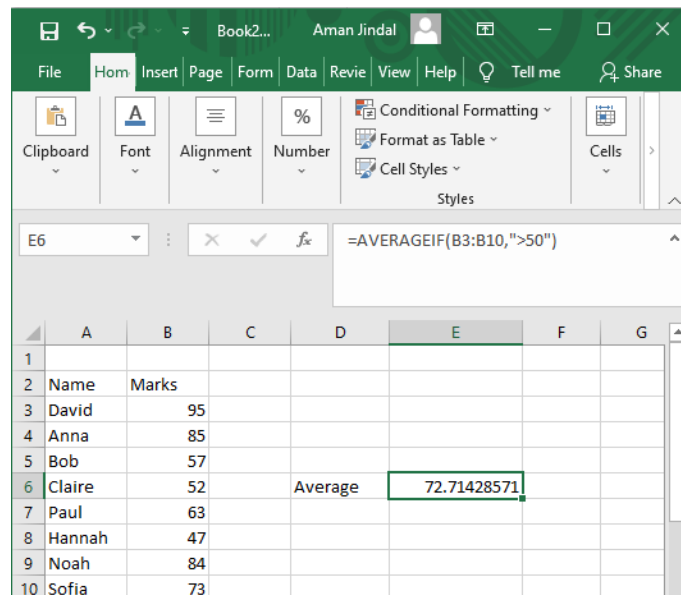 Book2... Aman Jindal
File Hom Insert Page Form Data Revie View Help Tell me Share
Clipboard Font Alignment % Number Conditional Formatting Format as Table Cell Styles Styles Cells
E6 fx =AVERAGEIF(B3:B10,">50")
A B C D E F G
1
2 Name Marks
3 David 95
4 Anna 85
5 Bob 57
6 Claire 52 Average 72.71428571
7 Paul 63
8 Hannah 47
9 Noah 84
10 Sofia 73